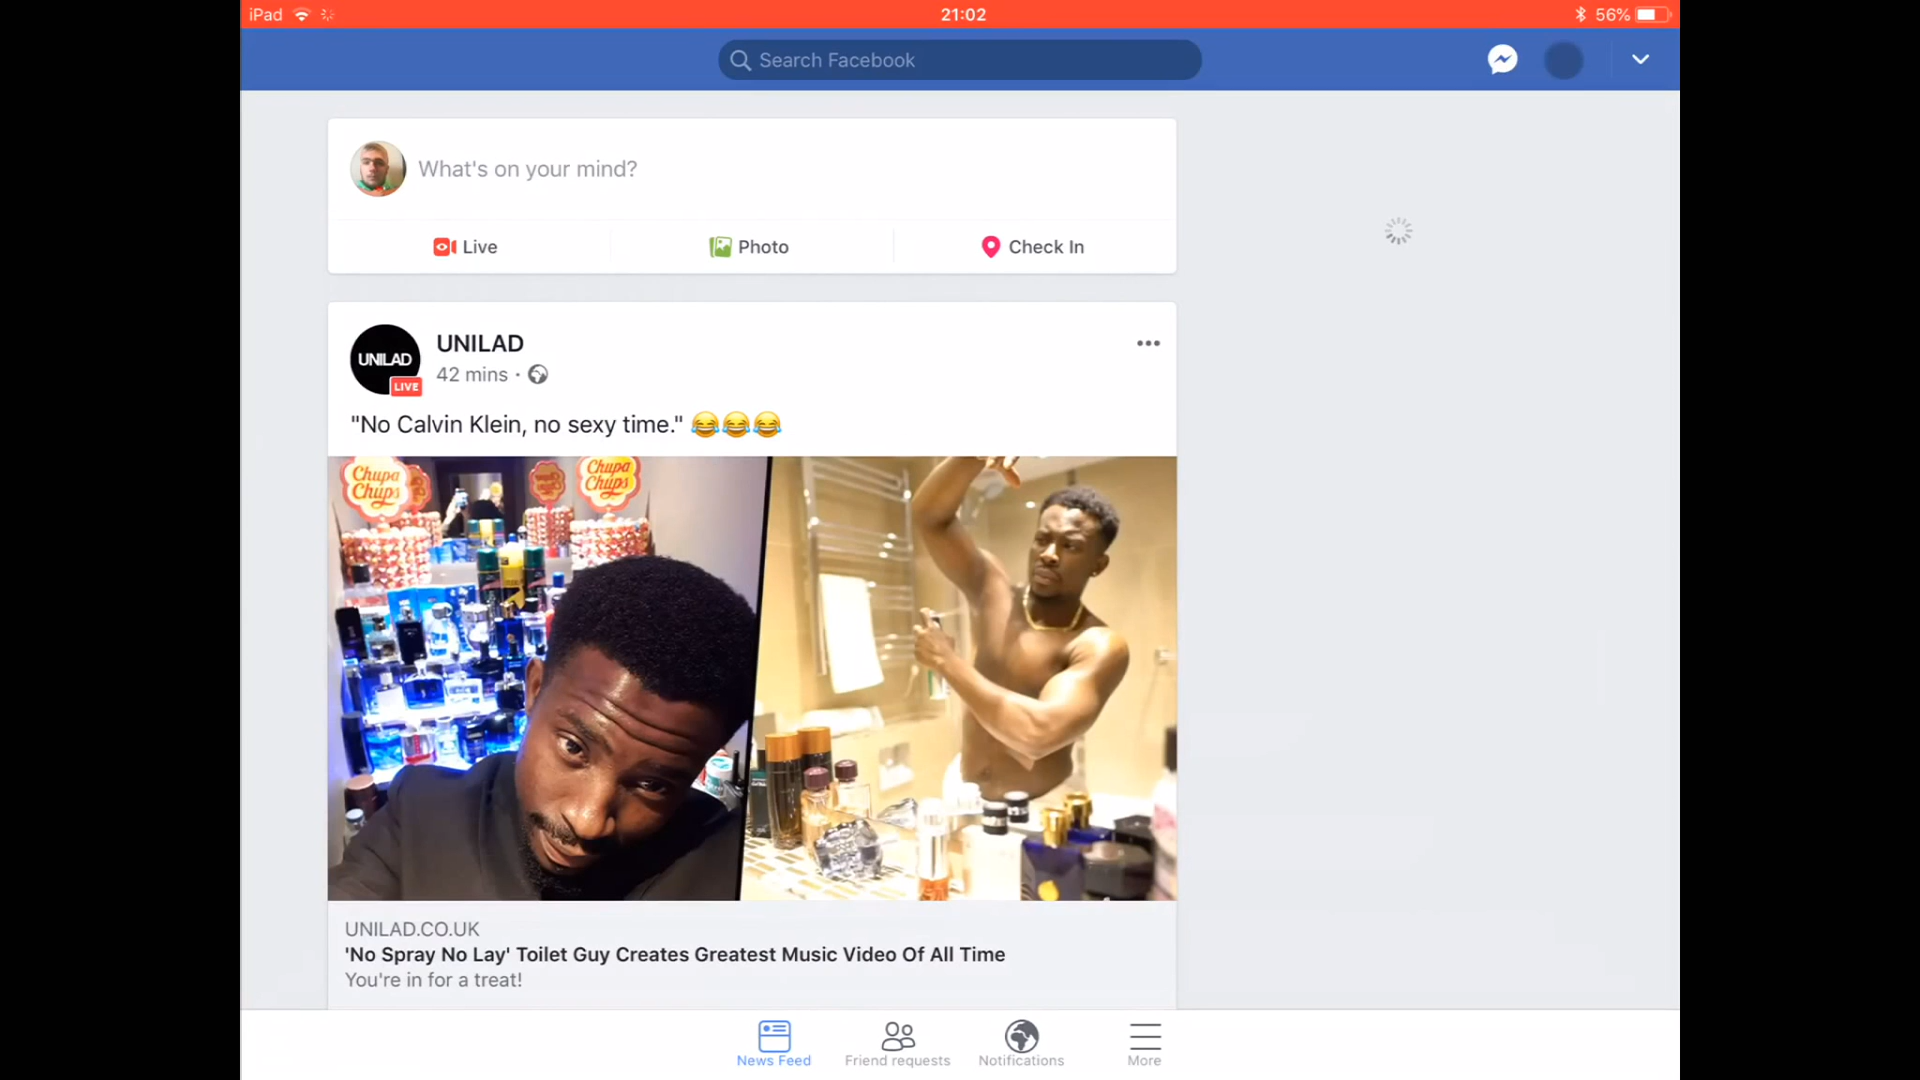 iPad
21:02
56%
Search Facebook
What's on your mind?
Live
Photo
Check In
UNILAD
UNILAD
LIVE
42 mins ·
"No Calvin Klein, no sexy time." 😂😂😂
Chupa Chups
Chupa Chups
UNILAD.CO.UK
'No Spray No Lay' Toilet Guy Creates Greatest Music Video Of All Time
You're in for a treat!
News Feed
Friend requests
Notifications
More